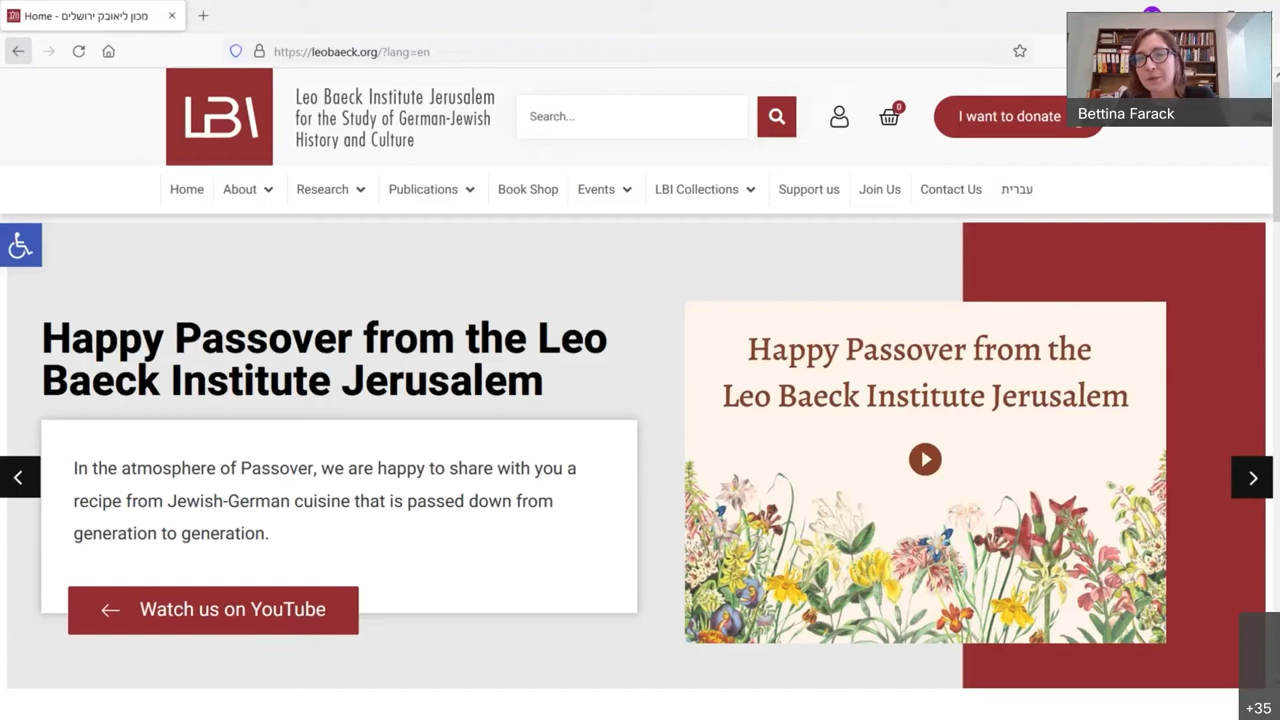 Home - מכון ליאובק ירושלים
https://leobaeck.org/?lang=en
Bettina Farack
LBI
Leo Baeck Institute Jerusalem
for the Study of German-Jewish
History and Culture
Search...
0
I want to donate
Home
About
Research
Publications
Book Shop
Events
LBI Collections
Support us
Join Us
Contact Us
עברית
Happy Passover from the Leo
Baeck Institute Jerusalem
In the atmosphere of Passover, we are happy to share with you a
recipe from Jewish-German cuisine that is passed down from
generation to generation.
Watch us on YouTube
Happy Passover from the
Leo Baeck Institute Jerusalem
+35